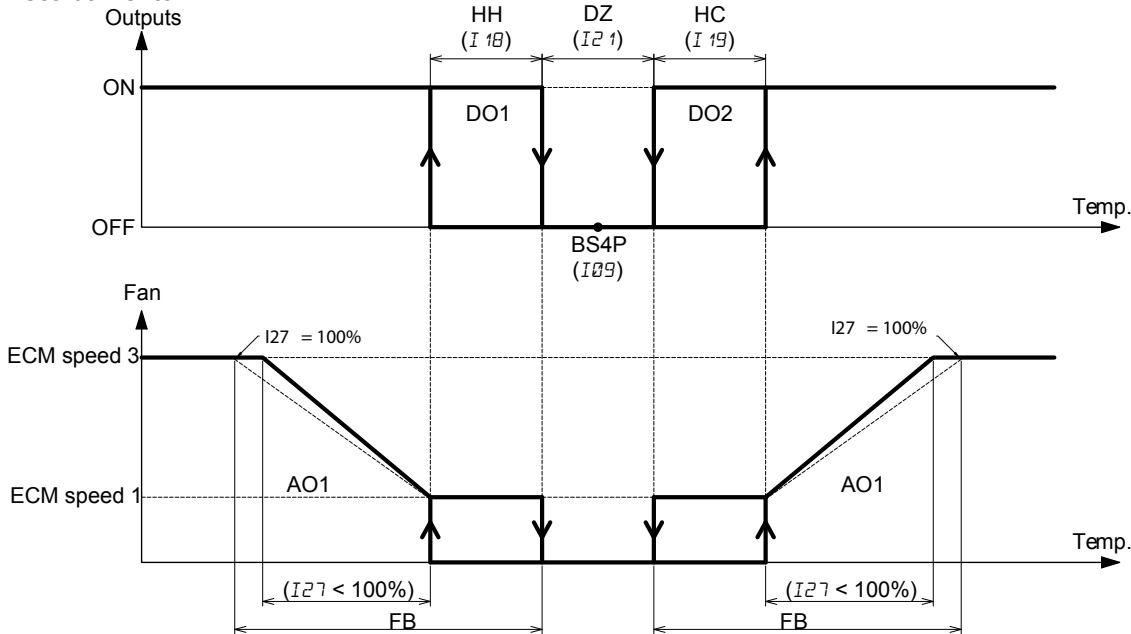 Outputs
HH DZ HC
(I18) (I21) (I19)
ON
DO1 DO2
OFF
Temp.
BS4P
(I09)
Fan
I27 = 100% I27 = 100%
ECM speed 3
AO1 AO1
ECM speed 1
Temp.
(I27 < 100%) (I27 < 100%)
FB FB